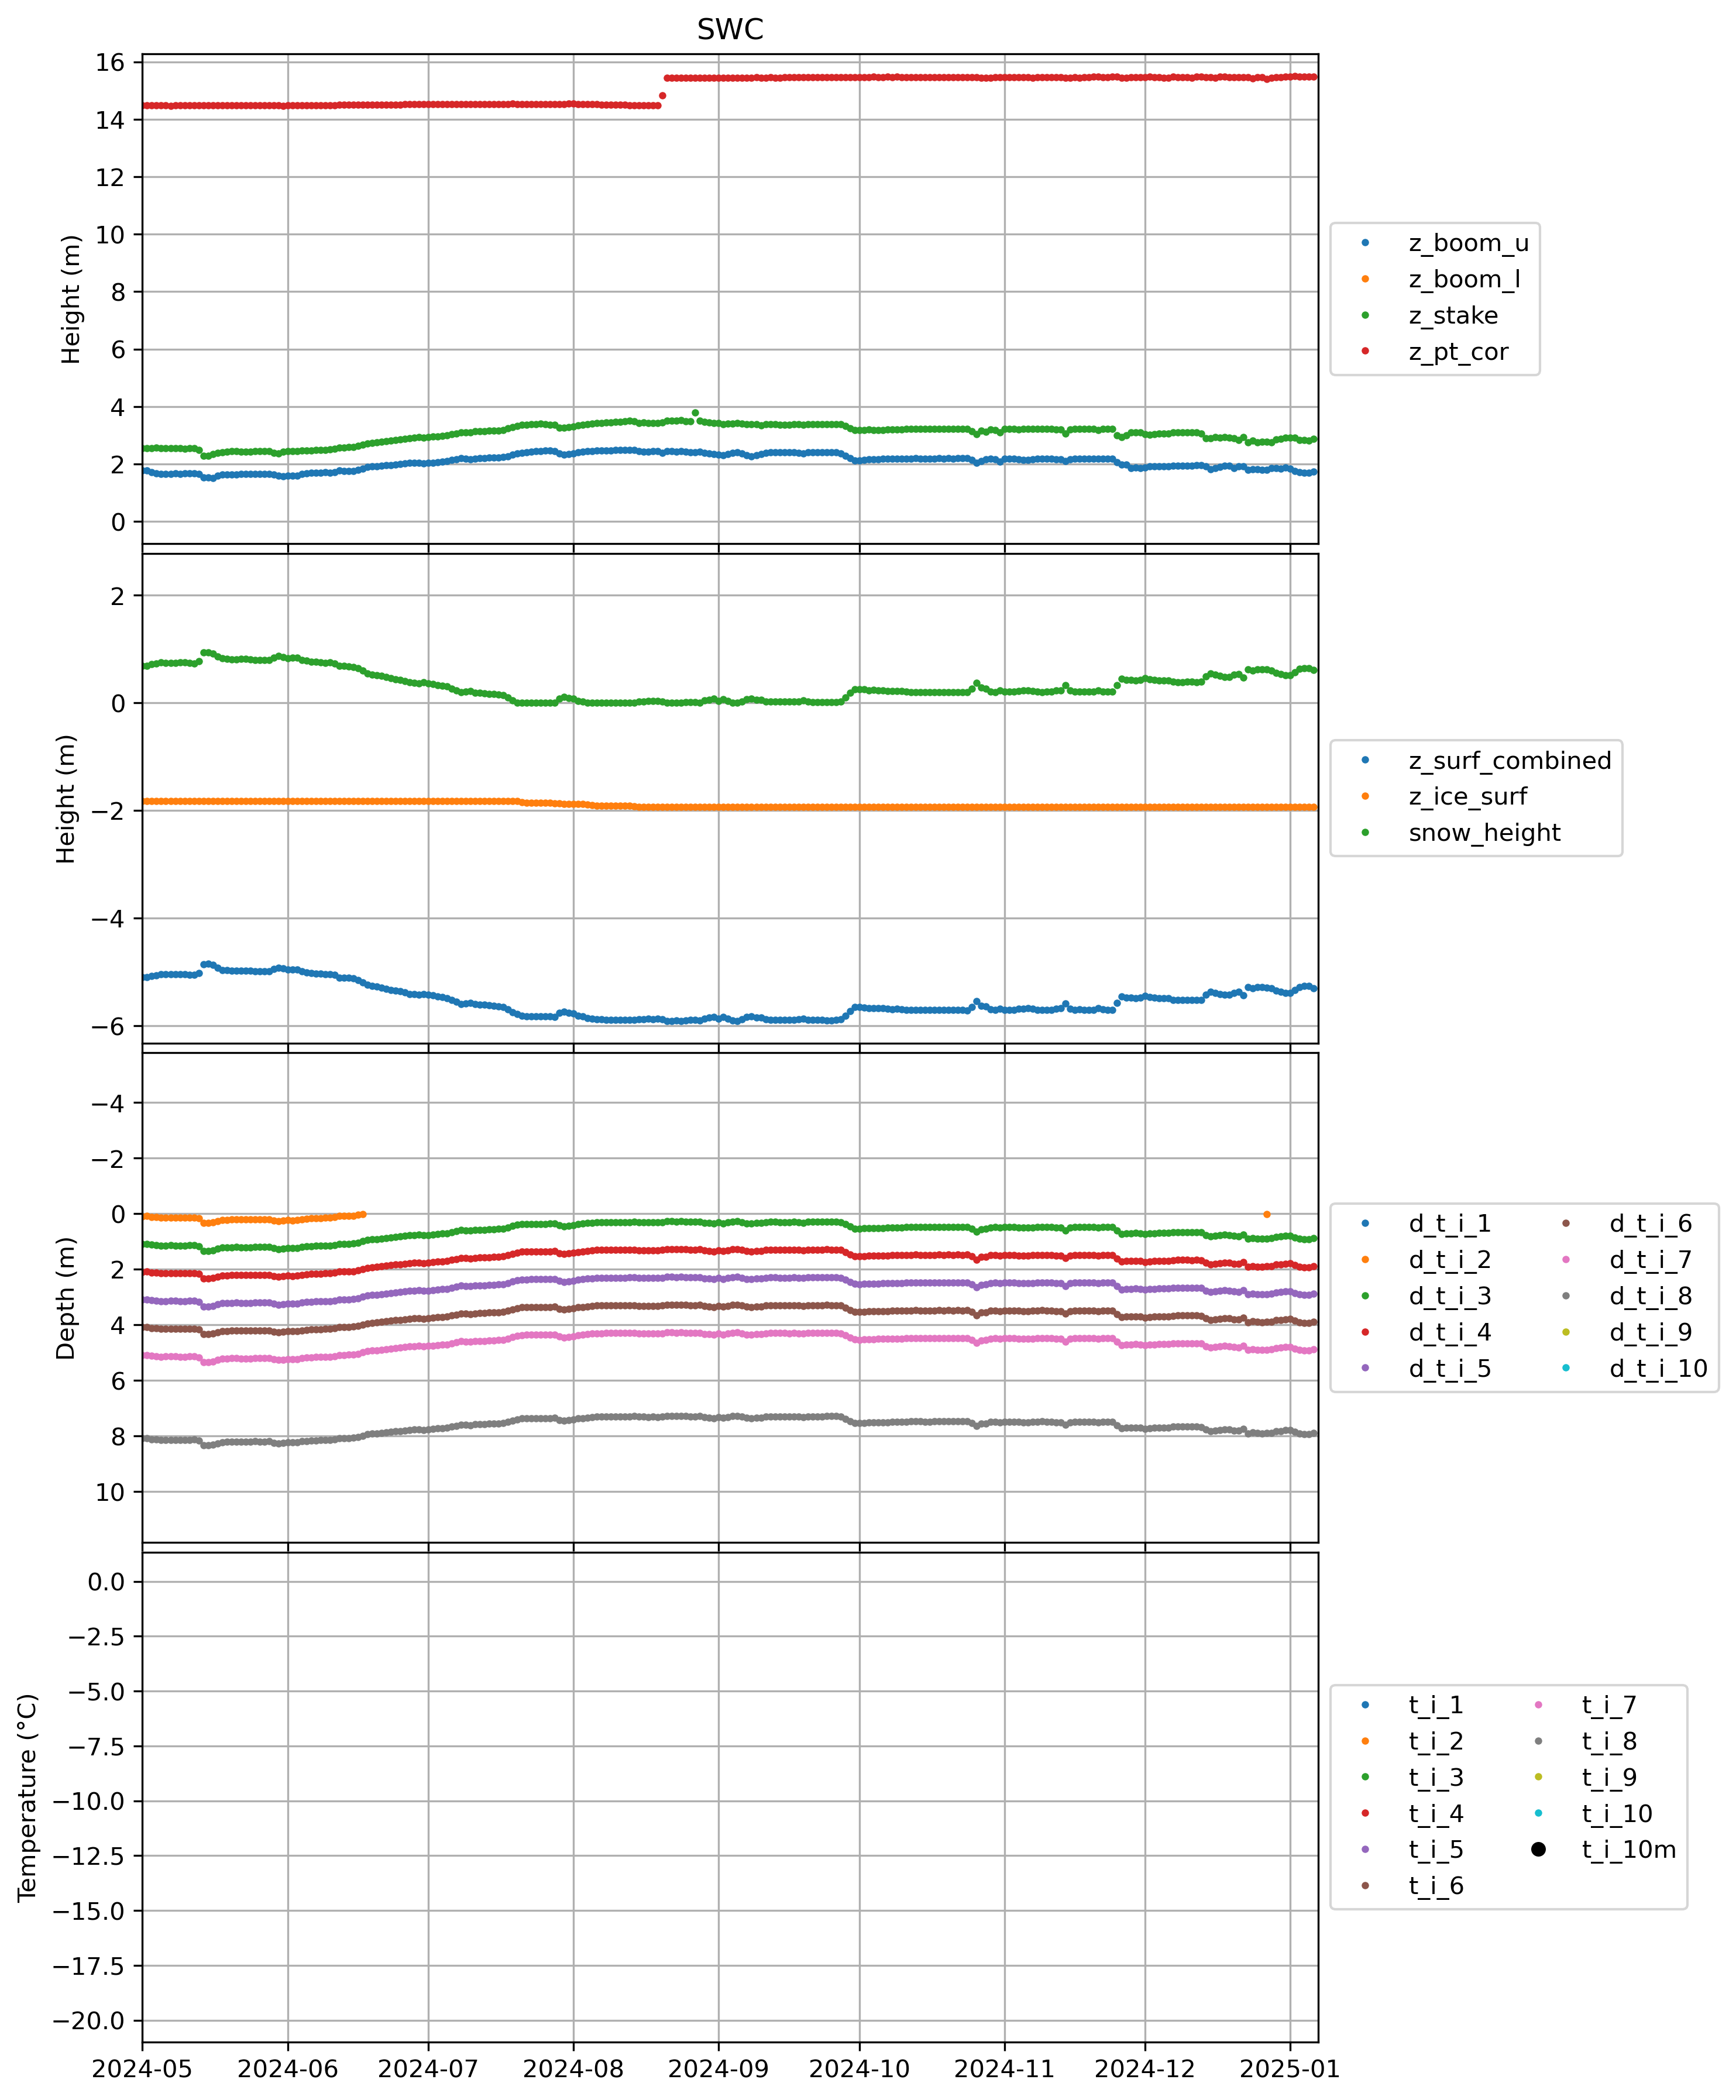 SWC
16
14
12
10
8
6
4
2
0
Height (m)
z_boom_u
z_boom_l
z_stake
z_pt_cor
2
0
−2
−4
−6
Height (m)
z_surf_combined
z_ice_surf
snow_height
−4
−2
0
2
4
6
8
10
Depth (m)
d_t_i_1
d_t_i_2
d_t_i_3
d_t_i_4
d_t_i_5
d_t_i_6
d_t_i_7
d_t_i_8
d_t_i_9
d_t_i_10
0.0
−2.5
−5.0
−7.5
−10.0
−12.5
−15.0
−17.5
−20.0
Temperature (°C)
t_i_1
t_i_2
t_i_3
t_i_4
t_i_5
t_i_6
t_i_7
t_i_8
t_i_9
t_i_10
t_i_10m
2024-05 2024-06 2024-07 2024-08 2024-09 2024-10 2024-11 2024-12 2025-01